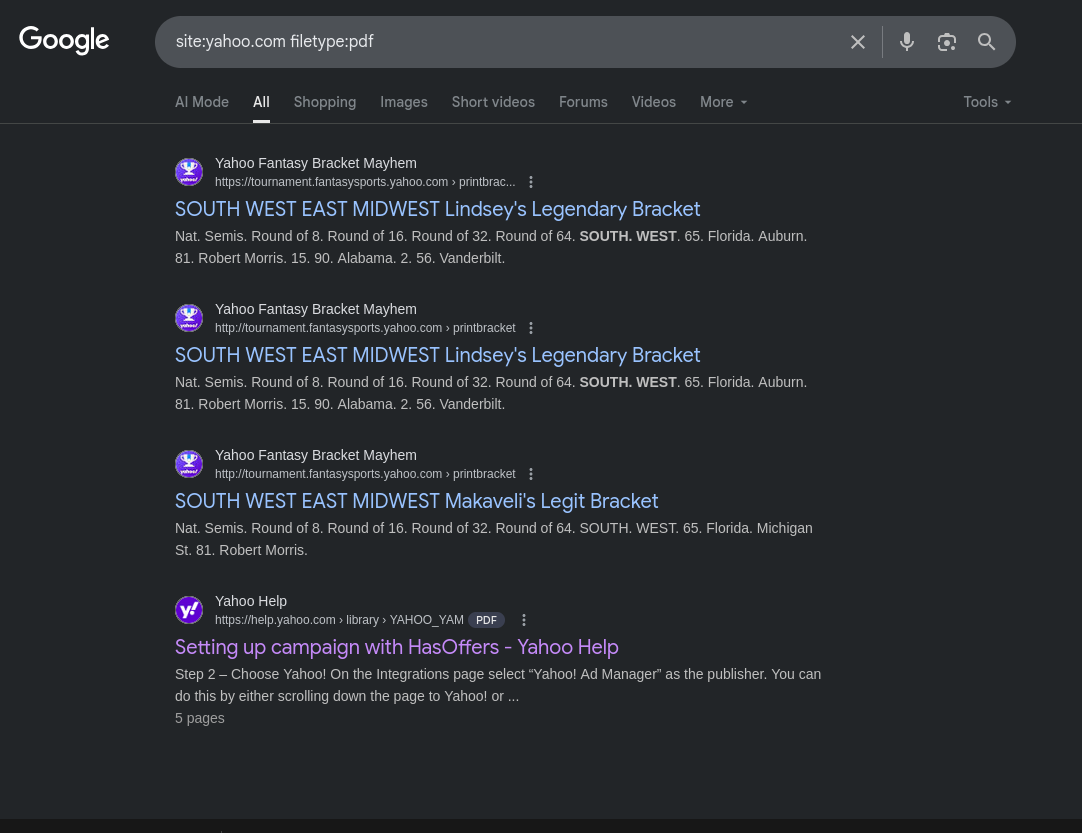 Google
site:yahoo.com filetype:pdf
AI Mode All Shopping Images Short videos Forums Videos More Tools
Yahoo Fantasy Bracket Mayhem
https://tournament.fantasysports.yahoo.com › printbrac...
SOUTH WEST EAST MIDWEST Lindsey's Legendary Bracket
Nat. Semis. Round of 8. Round of 16. Round of 32. Round of 64. SOUTH. WEST. 65. Florida. Auburn.
81. Robert Morris. 15. 90. Alabama. 2. 56. Vanderbilt.
Yahoo Fantasy Bracket Mayhem
http://tournament.fantasysports.yahoo.com › printbracket
SOUTH WEST EAST MIDWEST Lindsey's Legendary Bracket
Nat. Semis. Round of 8. Round of 16. Round of 32. Round of 64. SOUTH. WEST. 65. Florida. Auburn.
81. Robert Morris. 15. 90. Alabama. 2. 56. Vanderbilt.
Yahoo Fantasy Bracket Mayhem
http://tournament.fantasysports.yahoo.com › printbracket
SOUTH WEST EAST MIDWEST Makaveli's Legit Bracket
Nat. Semis. Round of 8. Round of 16. Round of 32. Round of 64. SOUTH. WEST. 65. Florida. Michigan
St. 81. Robert Morris.
Yahoo Help
https://help.yahoo.com › library › YAHOO_YAM PDF
Setting up campaign with HasOffers - Yahoo Help
Step 2 – Choose Yahoo! On the Integrations page select “Yahoo! Ad Manager” as the publisher. You can
do this by either scrolling down the page to Yahoo! or ...
5 pages